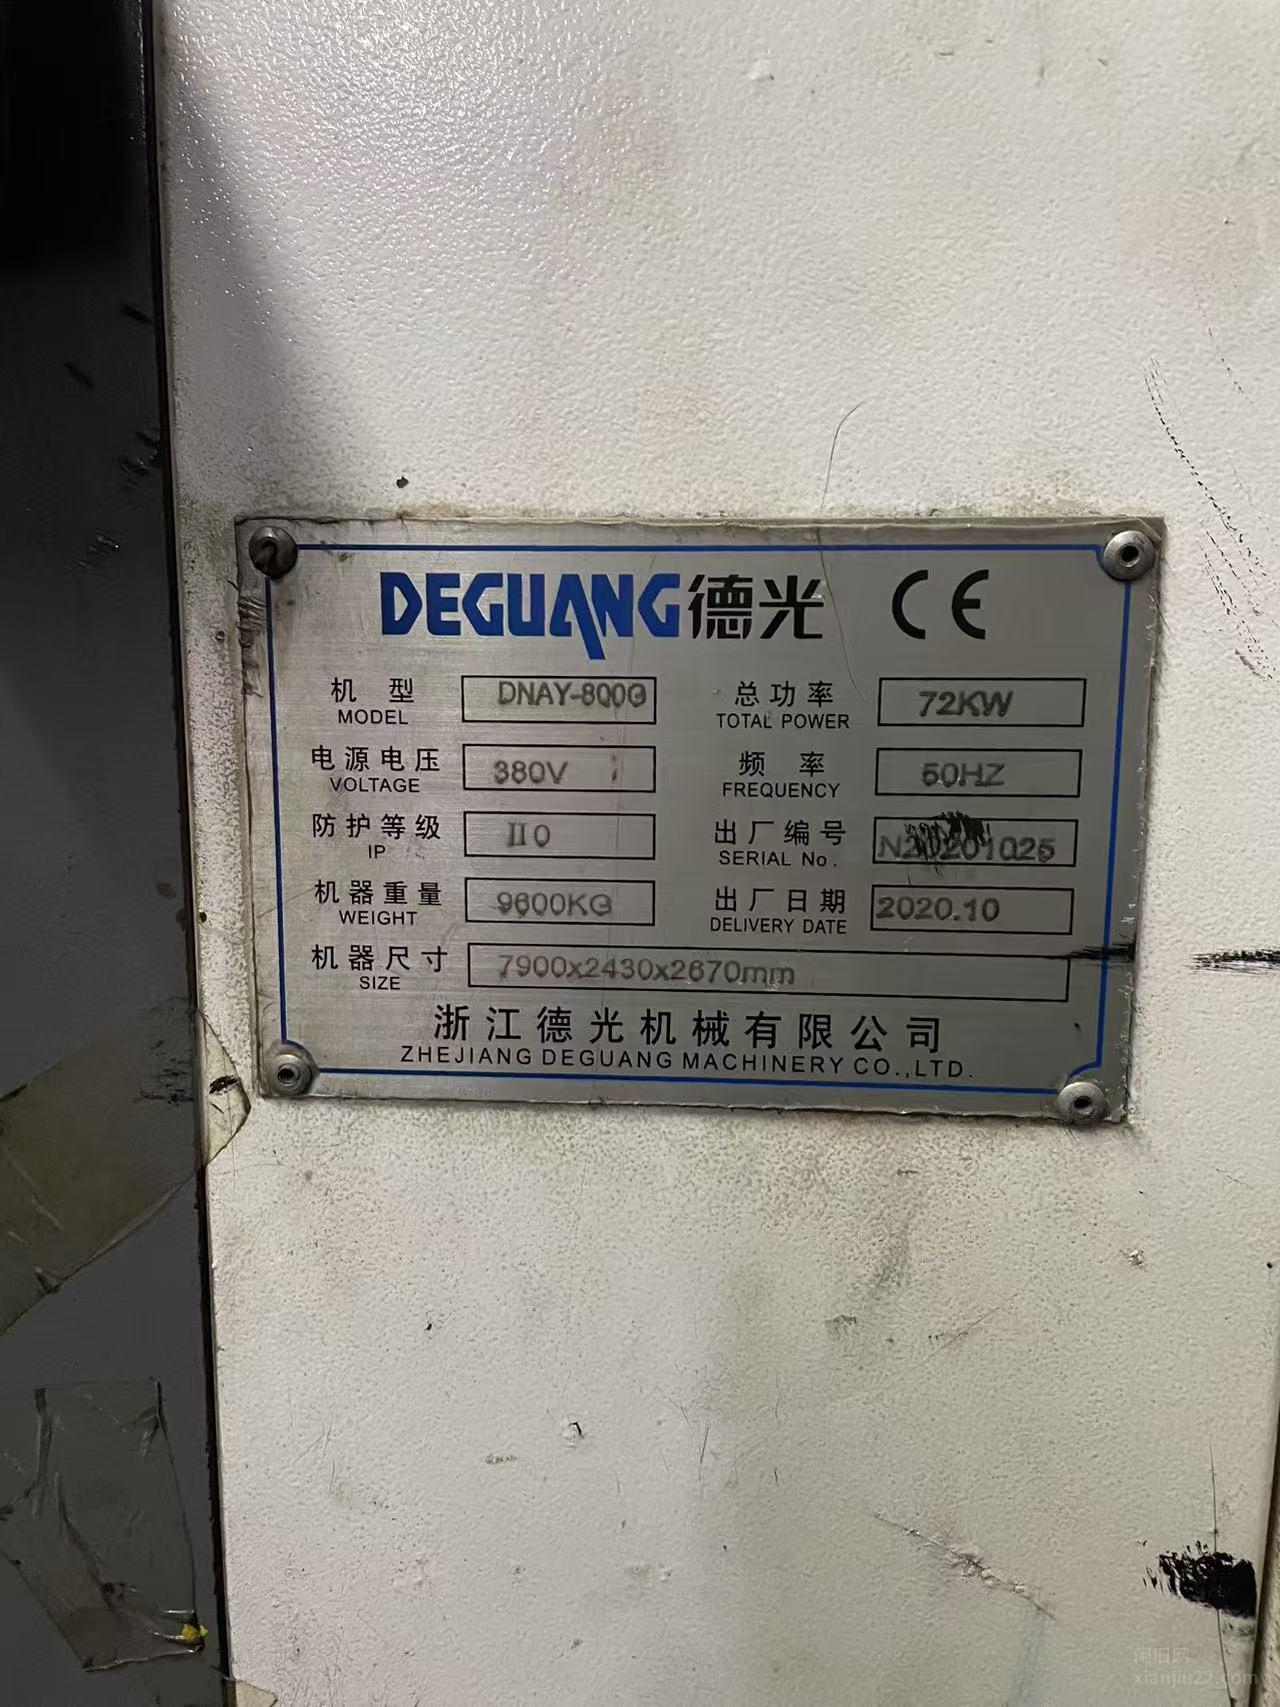 DEGUANG德光 CE
机型 DNAY-800G 总功率 72KW
MODEL TOTAL POWER
电源电压 380V 频率 50HZ
VOLTAGE FREQUENCY
防护等级 II0 出厂编号
IP SERIAL No.
机器重量 9600KG 出厂日期 2020.10
WEIGHT DELIVERY DATE
机器尺寸 7900x2430x2670mm
SIZE
浙江德光机械有限公司
ZHEJIANG DEGUANG MACHINERY CO.,LTD.
闲旧网
xianjiu22.com